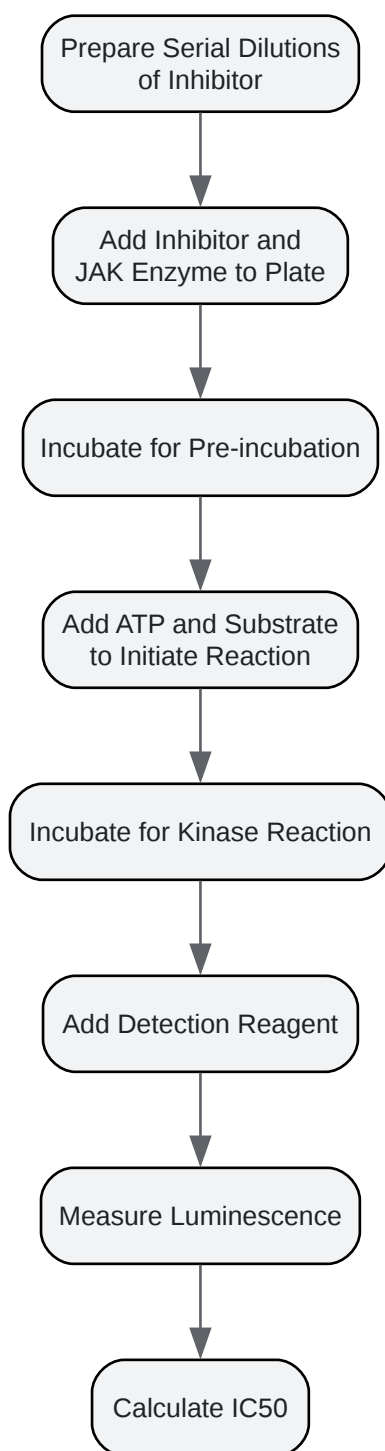 Prepare Serial Dilutions
of Inhibitor
Add Inhibitor and
JAK Enzyme to Plate
Incubate for Pre-incubation
Add ATP and Substrate
to Initiate Reaction
Incubate for Kinase Reaction
Add Detection Reagent
Measure Luminescence
Calculate IC50